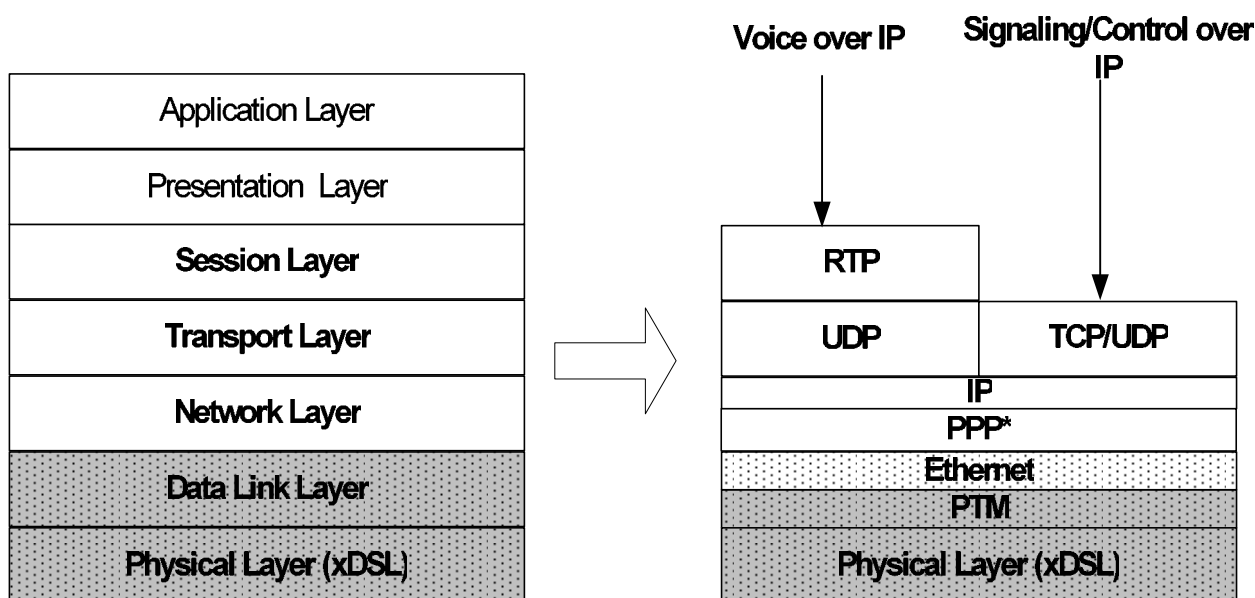 Application Layer
Presentation Layer
Session Layer
Transport Layer
Network Layer
Data Link Layer
Physical Layer (xDSL)
Voice over IP
Signaling/Control over
IP
RTP
UDP
TCP/UDP
IP
PPP*
Ethernet
PTM
Physical Layer (xDSL)